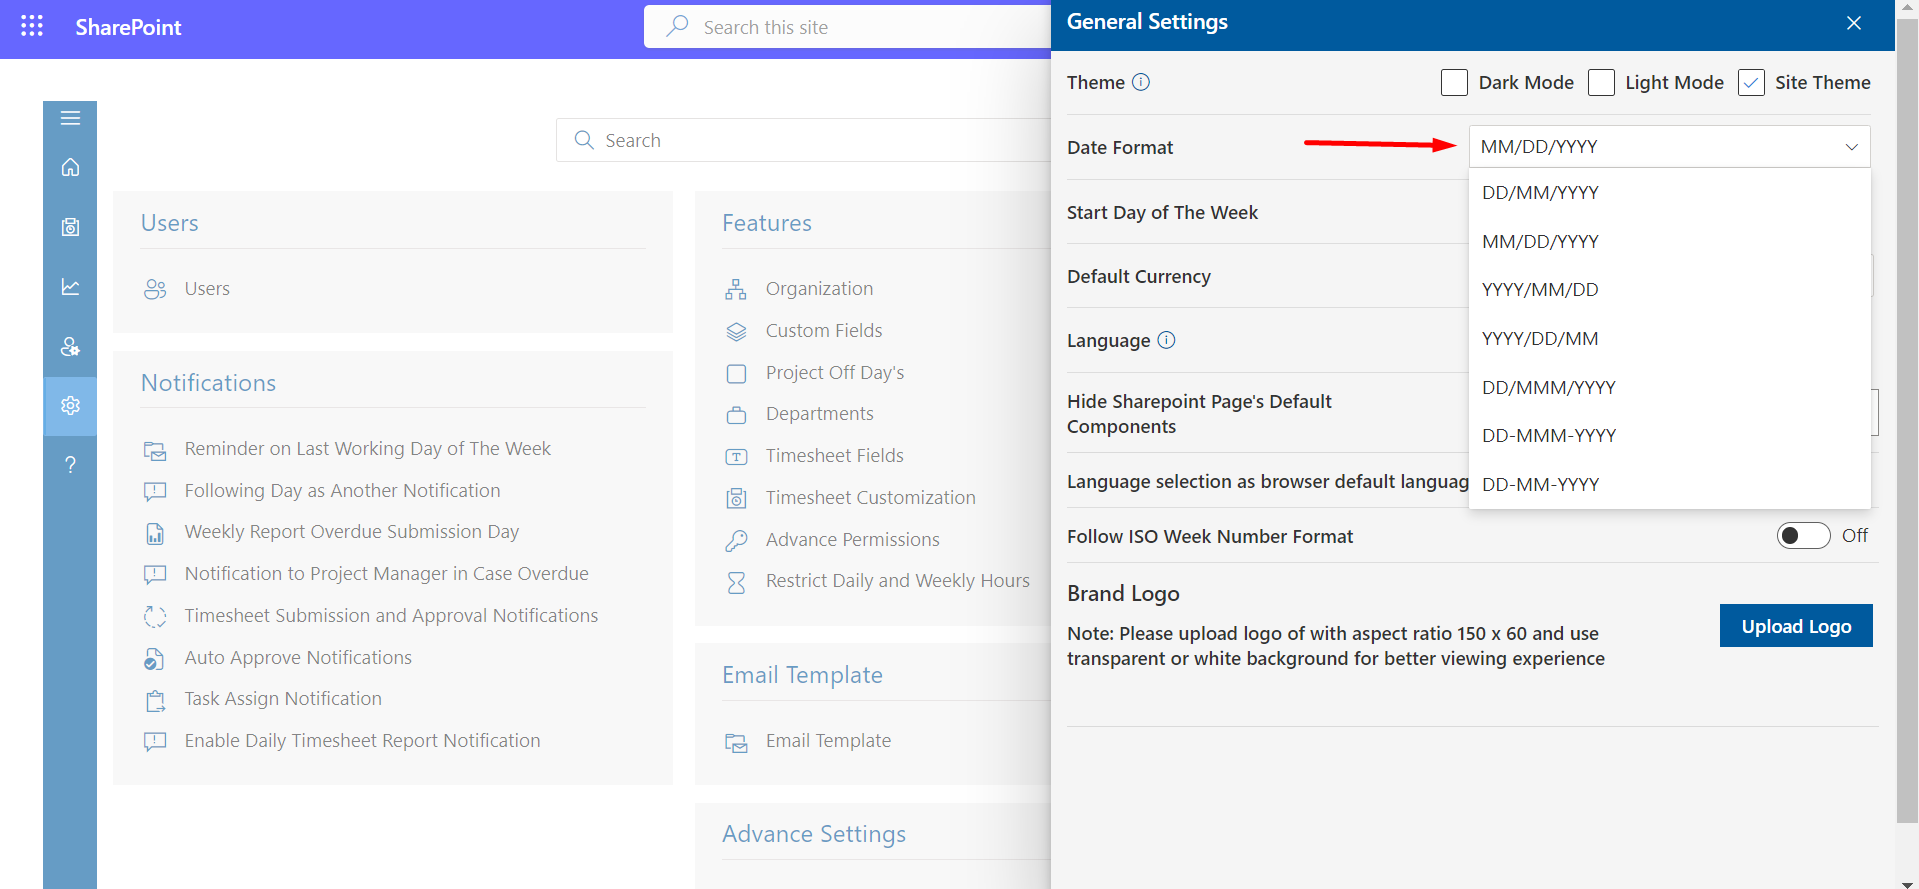 SharePoint
Search this site
Search
Users
Users
Notifications
Reminder on Last Working Day of The Week
Following Day as Another Notification
Weekly Report Overdue Submission Day
Notification to Project Manager in Case Overdue
Timesheet Submission and Approval Notifications
Auto Approve Notifications
Task Assign Notification
Enable Daily Timesheet Report Notification
Features
Organization
Custom Fields
Project Off Day's
Departments
Timesheet Fields
Timesheet Customization
Advance Permissions
Restrict Daily and Weekly Hours
Email Template
Email Template
Advance Settings
General Settings
Theme
Dark Mode
Light Mode
Site Theme
Date Format
MM/DD/YYYY
DD/MM/YYYY
MM/DD/YYYY
YYYY/MM/DD
YYYY/DD/MM
DD/MMM/YYYY
DD-MMM-YYYY
DD-MM-YYYY
Start Day of The Week
Default Currency
Language
Hide Sharepoint Page's Default
Components
Language selection as browser default languag
Follow ISO Week Number Format
Off
Brand Logo
Note: Please upload logo of with aspect ratio 150 x 60 and use
transparent or white background for better viewing experience
Upload Logo